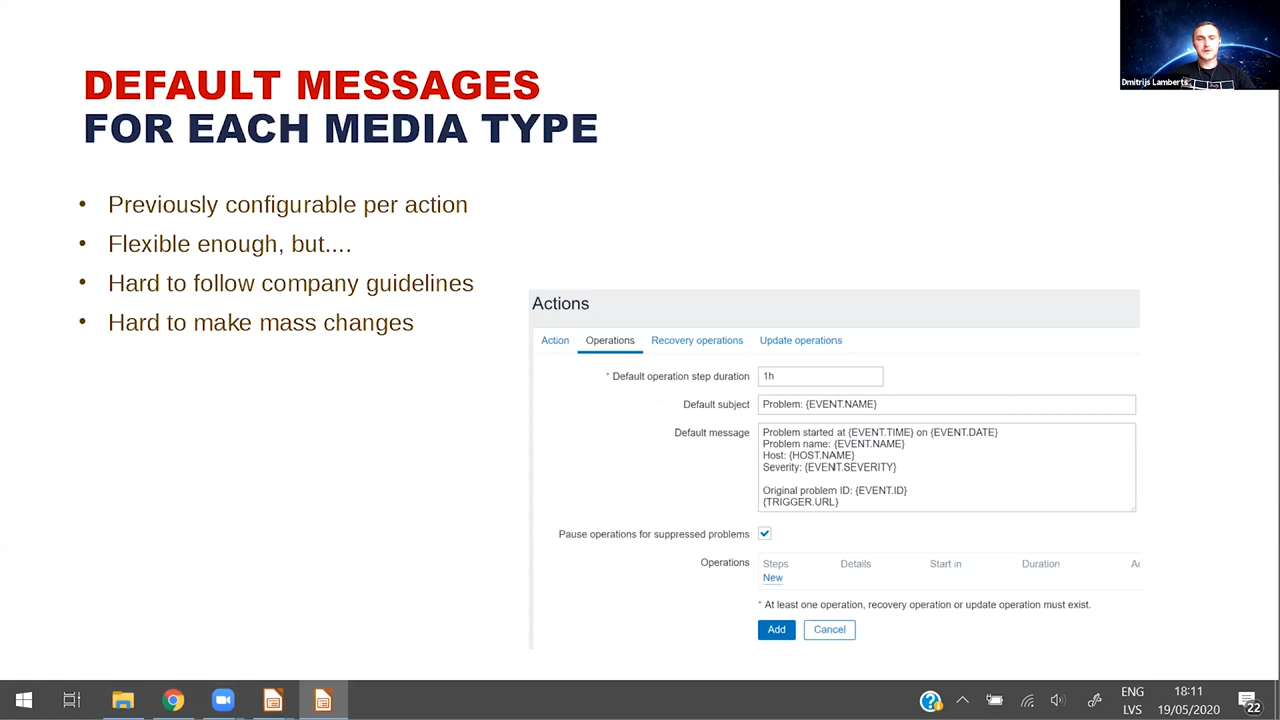 Dmitrijs Lamberts
DEFAULT MESSAGES
FOR EACH MEDIA TYPE
• Previously configurable per action
• Flexible enough, but....
• Hard to follow company guidelines
• Hard to make mass changes
Actions
Action Operations Recovery operations Update operations
* Default operation step duration 1h
Default subject Problem: {EVENT.NAME}
Default message Problem started at {EVENT.TIME} on {EVENT.DATE}
Problem name: {EVENT.NAME}
Host: {HOST.NAME}
Severity: {EVENT.SEVERITY}
Original problem ID: {EVENT.ID}
{TRIGGER.URL}
Pause operations for suppressed problems
Operations Steps Details Start in Duration Ac
New
* At least one operation, recovery operation or update operation must exist.
Add Cancel
ENG 18:11
LVS 19/05/2020 22